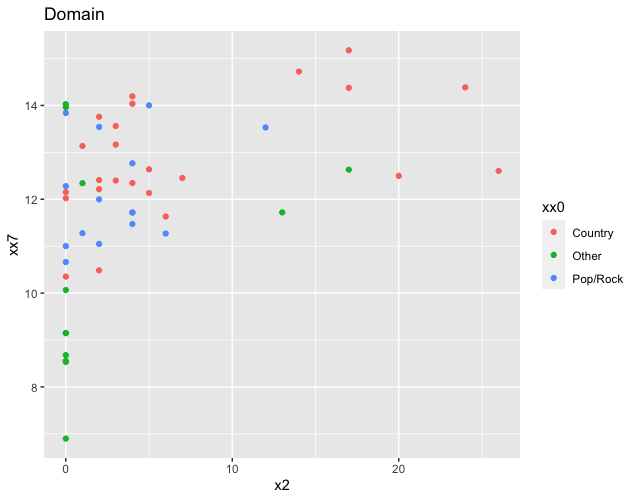 Domain
xx7
14
12
10
8
0
10
20
x2
xx0
Country
Other
Pop/Rock